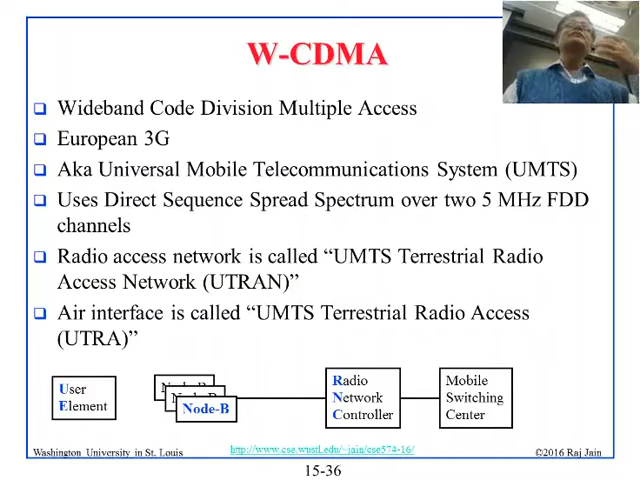 W-CDMA
Wideband Code Division Multiple Access
European 3G
Aka Universal Mobile Telecommunications System (UMTS)
Uses Direct Sequence Spread Spectrum over two 5 MHz FDD
channels
Radio access network is called “UMTS Terrestrial Radio
Access Network (UTRAN)”
Air interface is called “UMTS Terrestrial Radio Access
(UTRA)”
User
Element
Node-B
Node-B
Node-B
Radio
Network
Controller
Mobile
Switching
Center
Washington University in St. Louis
http://www.cse.wustl.edu/~jain/cse574-16/
©2016 Raj Jain
15-36